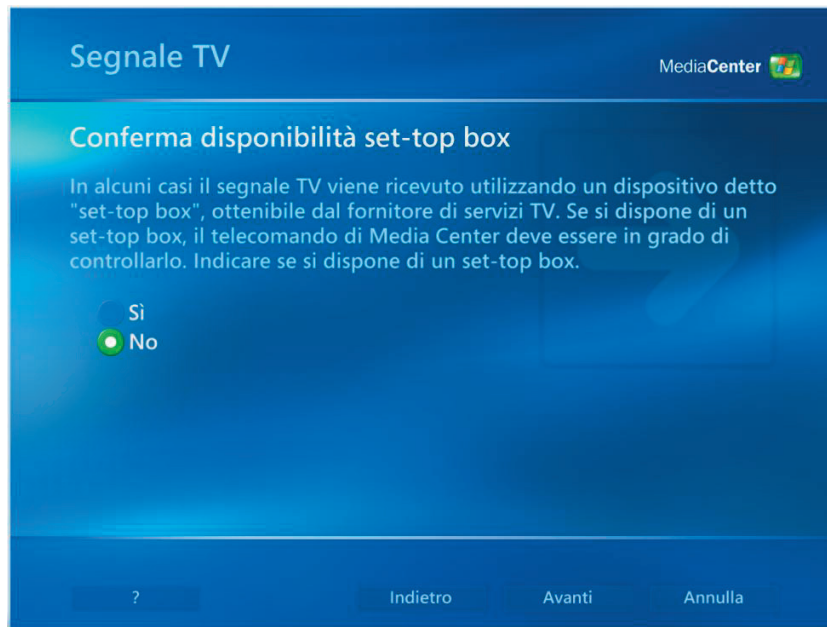 Segnale TV
MediaCenter
Conferma disponibilità set-top box
In alcuni casi il segnale TV viene ricevuto utilizzando un dispositivo detto
"set-top box", ottenibile dal fornitore di servizi TV. Se si dispone di un
set-top box, il telecomando di Media Center deve essere in grado di
controllarlo. Indicare se si dispone di un set-top box.
Sì
No
? Indietro Avanti Annulla